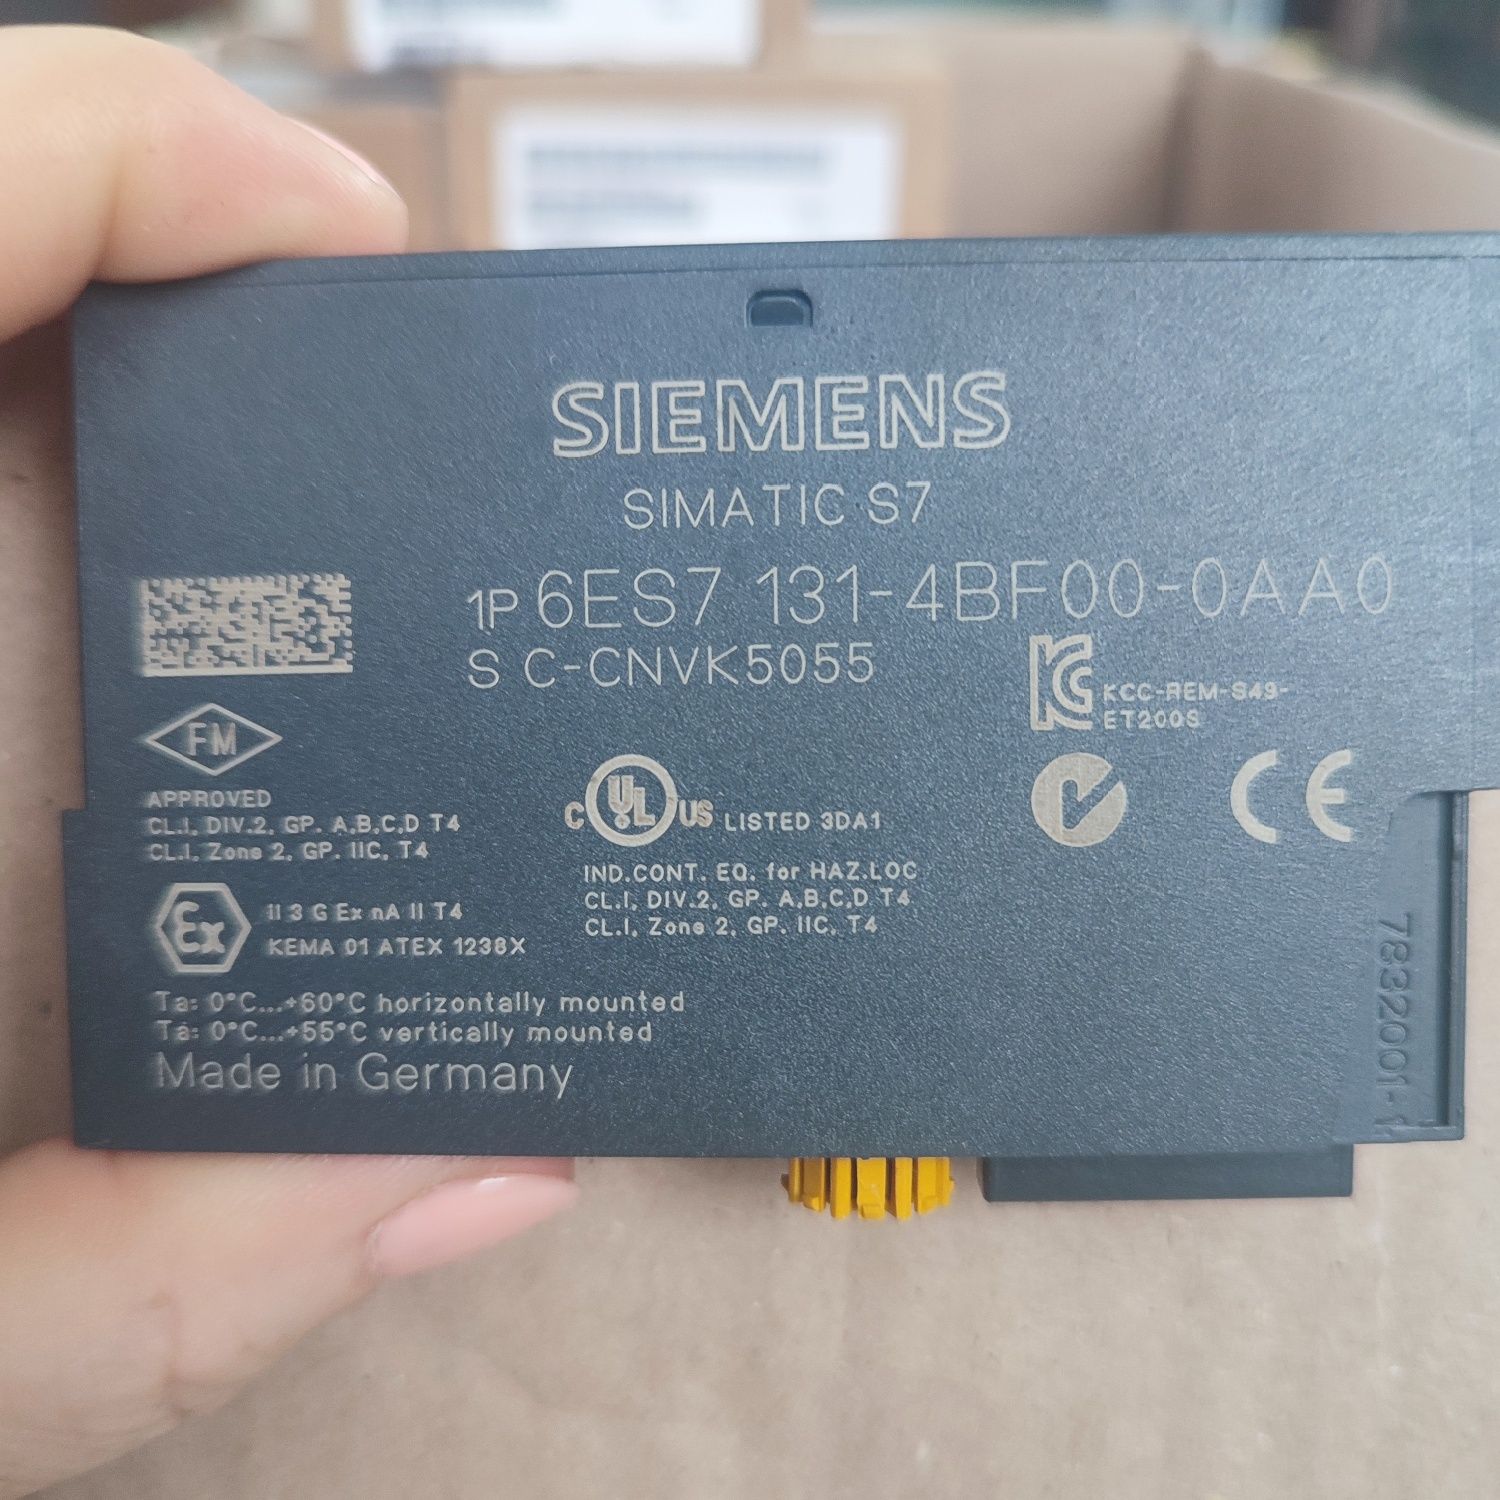 SIEMENS
SIMATIC S7
1P 6ES7 131-4BF00-0AA0
S C-CNVK5055
KCC-REM-S49-
ET200S
FM
APPROVED
CL.I, DIV.2, GP. A,B,C,D T4
CL.I, Zone 2, GP. IIC, T4
C UL US LISTED 3DA1
IND.CONT. EQ. for HAZ.LOC
CL.I, DIV.2, GP. A,B,C,D T4
CL.I, Zone 2, GP. IIC, T4
CE
Ex II 3 G Ex nA II T4
KEMA 01 ATEX 1238X
Ta: 0°C...+60°C horizontally mounted
Ta: 0°C...+55°C vertically mounted
Made in Germany
7832001-1